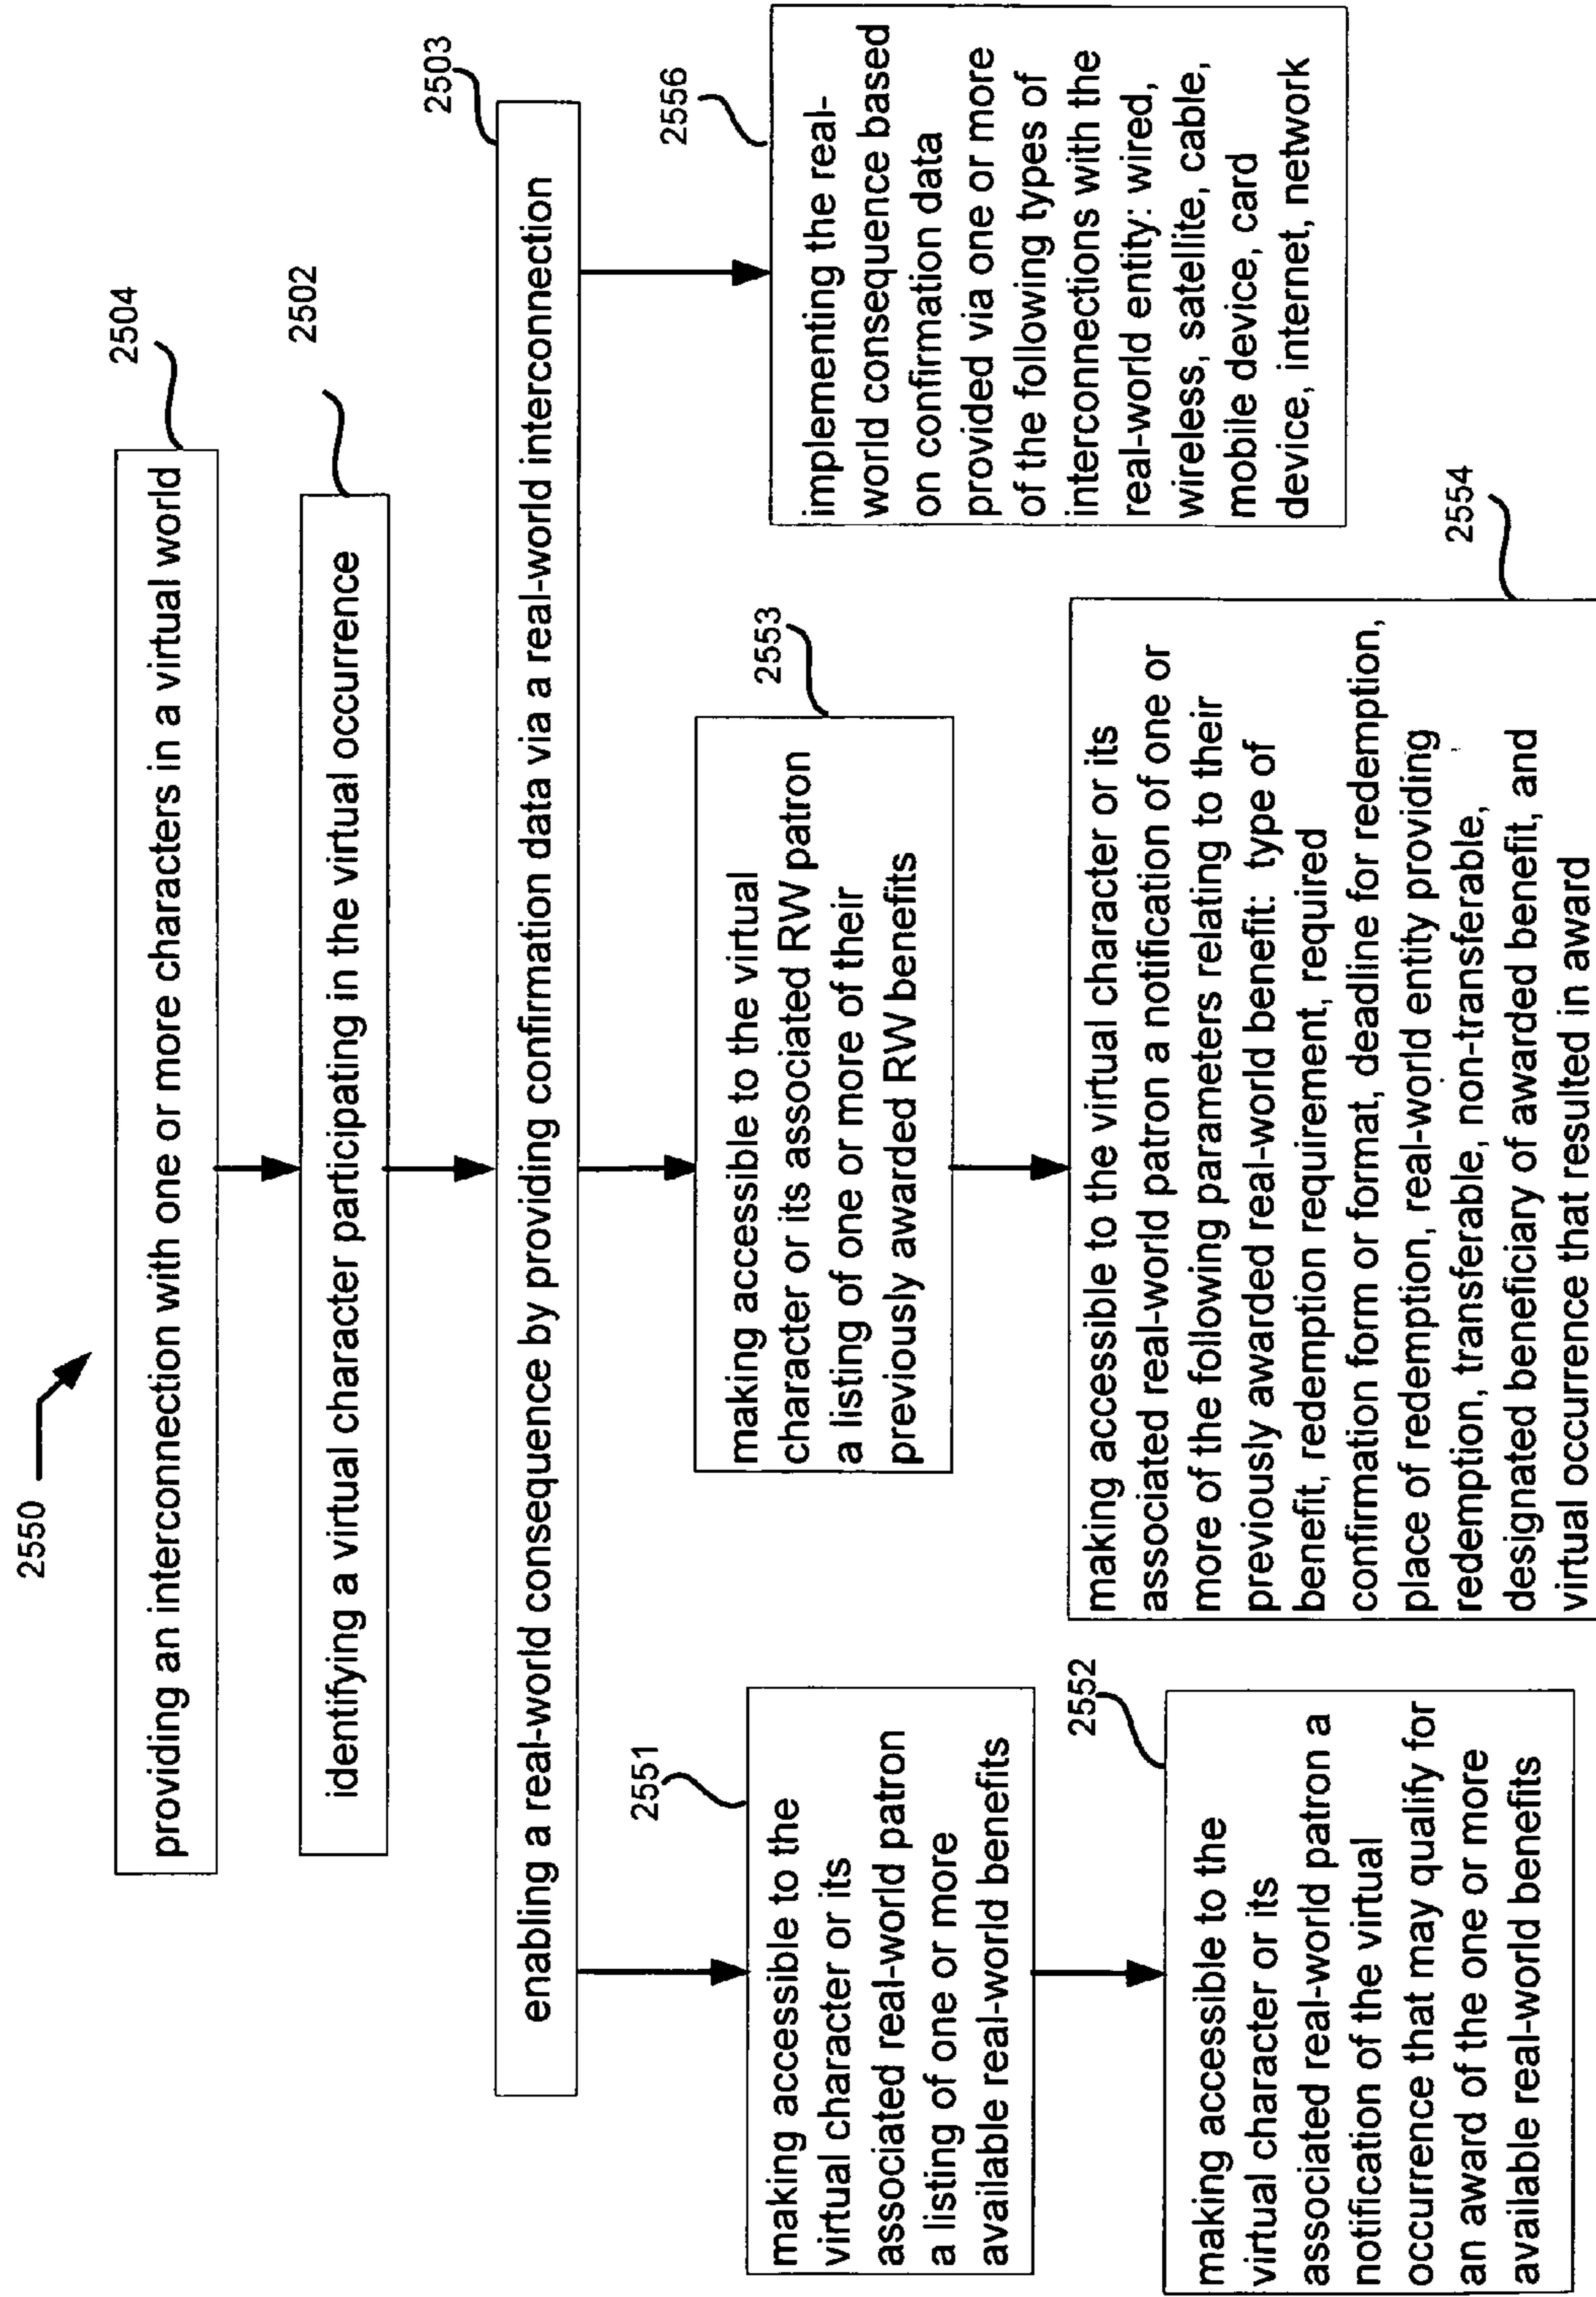 2550
2504
providing an interconnection with one or more characters in a virtual world
2502
identifying a virtual character participating in the virtual occurrence
2503
enabling a real-world consequence by providing confirmation data via a real-world interconnection
2551
making accessible to the
virtual character or its
associated real-world patron
a listing of one or more
available real-world benefits
2552
making accessible to the
virtual character or its
associated real-world patron a
notification of the virtual
occurrence that may qualify for
an award of the one or more
available real-world benefits
2553
making accessible to the virtual
character or its associated RW patron
a listing of one or more of their
previously awarded RW benefits
2554
making accessible to the virtual character or its
associated real-world patron a notification of one or
more of the following parameters relating to their
previously awarded real-world benefit: type of
benefit, redemption requirement, required
confirmation form or format, deadline for redemption,
place of redemption, real-world entity providing
redemption, transferable, non-transferable,
designated beneficiary of awarded benefit, and
virtual occurrence that resulted in award
2556
implementing the real-
world consequence based
on confirmation data
provided via one or more
of the following types of
interconnections with the
real-world entity: wired,
wireless, satellite, cable,
mobile device, card
device, internet, network